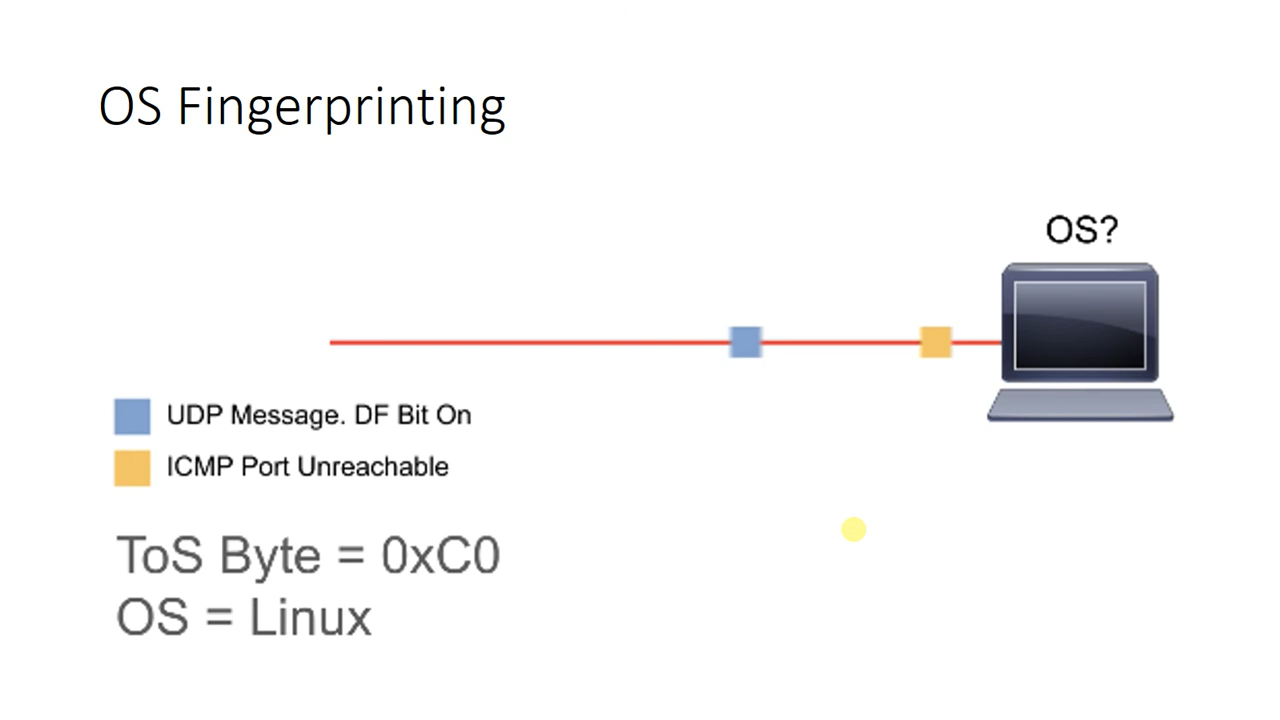 OS Fingerprinting
OS?
UDP Message. DF Bit On
ICMP Port Unreachable
ToS Byte = 0xC0
OS = Linux